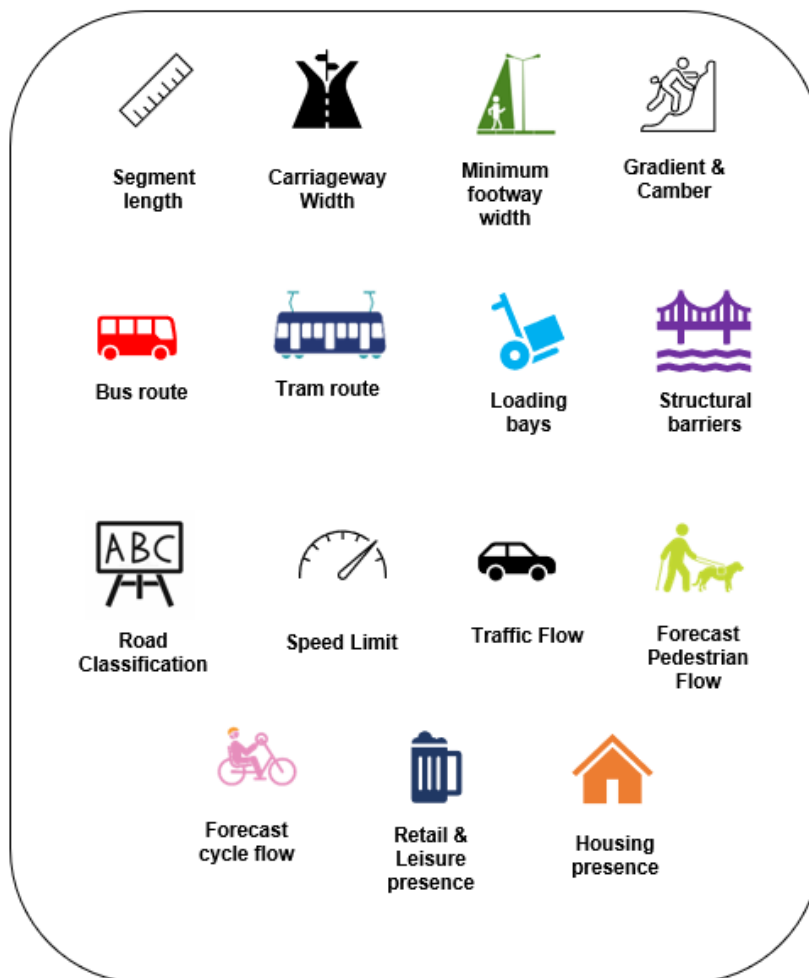 Segment
length
Carriageway
Width
Minimum
footway
width
Gradient &
Camber
Bus route
Tram route
Loading
bays
Structural
barriers
ABC
Road
Classification
Speed Limit
Traffic Flow
Forecast
Pedestrian
Flow
Forecast
cycle flow
Retail &
Leisure
presence
Housing
presence